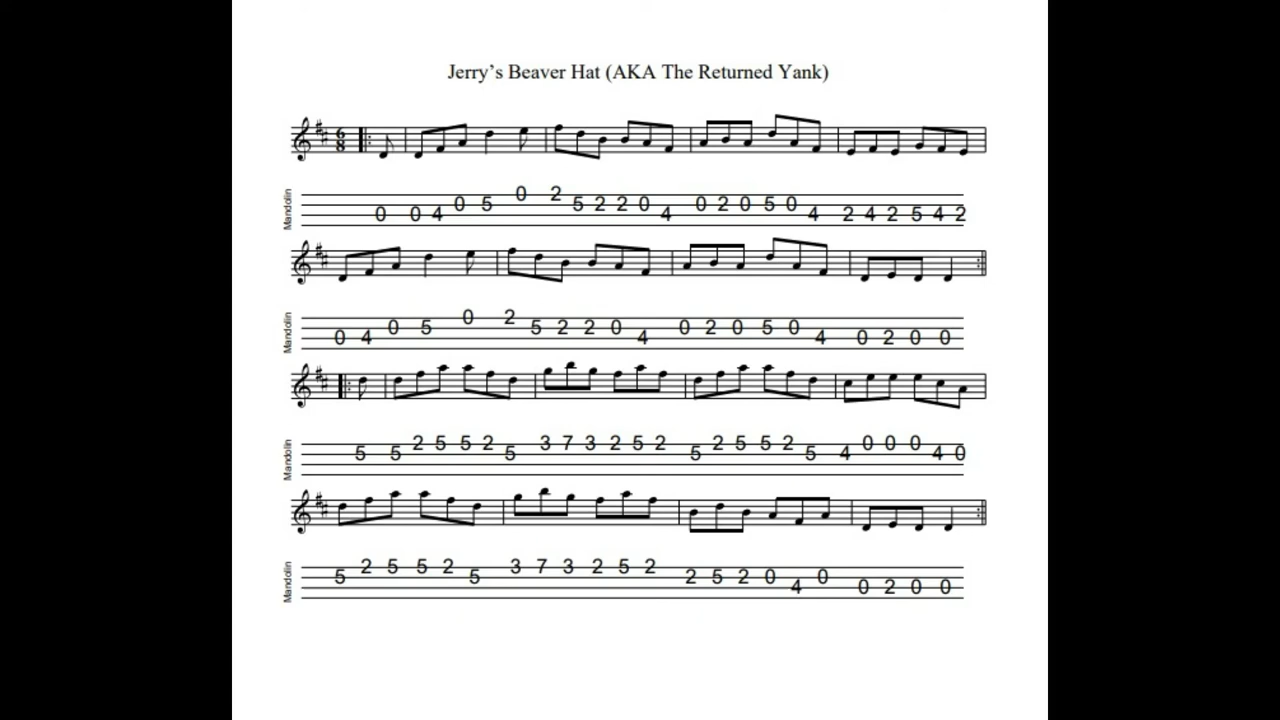 Jerry’s Beaver Hat (AKA The Returned Yank)
6
8
Mandolin
0 0 4 0 5 0 2 5 2 2 0 4 0 2 0 5 0 4 2 4 2 5 4 2
Mandolin
0 4 0 5 0 2 5 2 2 0 4 0 2 0 5 0 4 0 2 0 0
Mandolin
5 5 2 5 5 2 5 3 7 3 2 5 2 5 2 5 5 2 5 4 0 0 0 4 0
Mandolin
5 2 5 5 2 5 3 7 3 2 5 2 2 5 2 0 4 0 0 2 0 0